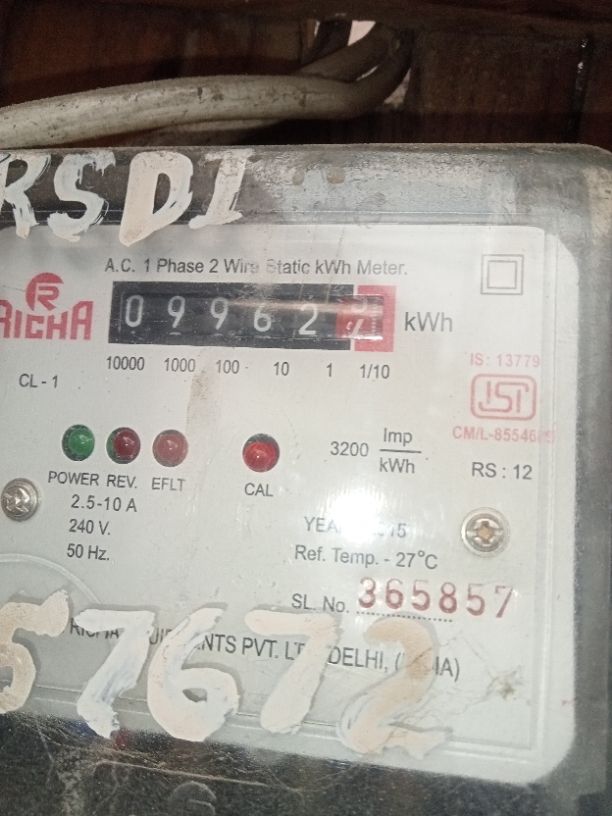 RSDI
A.C. 1 Phase 2 Wire Static kWh Meter.
R
RICHA
0 9 9 6 2 kWh
10000 1000 100 10 1 1/10
CL - 1
IS : 13779
ISI
CM/L-
3200 Imp
kWh
RS : 12
POWER REV. EFLT
CAL
2.5-10 A
240 V.
50 Hz.
Ref. Temp. - 27°C
SL. No. 365857
PVT. DELHI,
57672